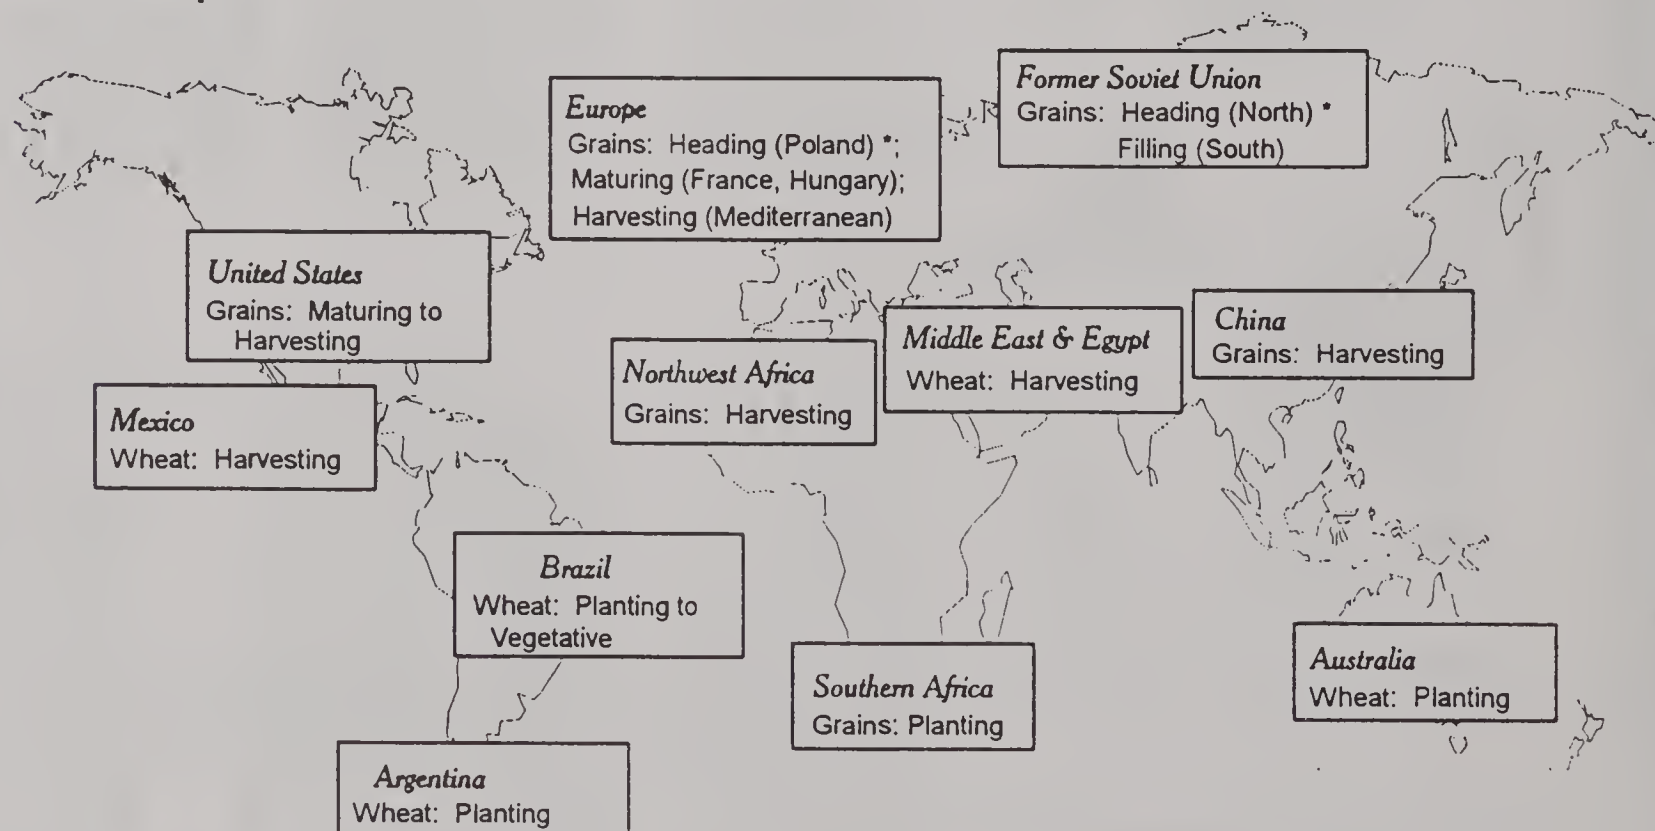 Europe
Grains: Heading (Poland) *;
Maturing (France, Hungary);
Harvesting (Mediterranean)
Former Soviet Union
Grains: Heading (North) *
Filling (South)
United States
Grains: Maturing to
Harvesting
Mexico
Wheat: Harvesting
Northwest Africa
Grains: Harvesting
Middle East & Egypt
Wheat: Harvesting
China
Grains: Harvesting
Brazil
Wheat: Planting to
Vegetative
Southern Africa
Grains: Planting
Australia
Wheat: Planting
Argentina
Wheat: Planting